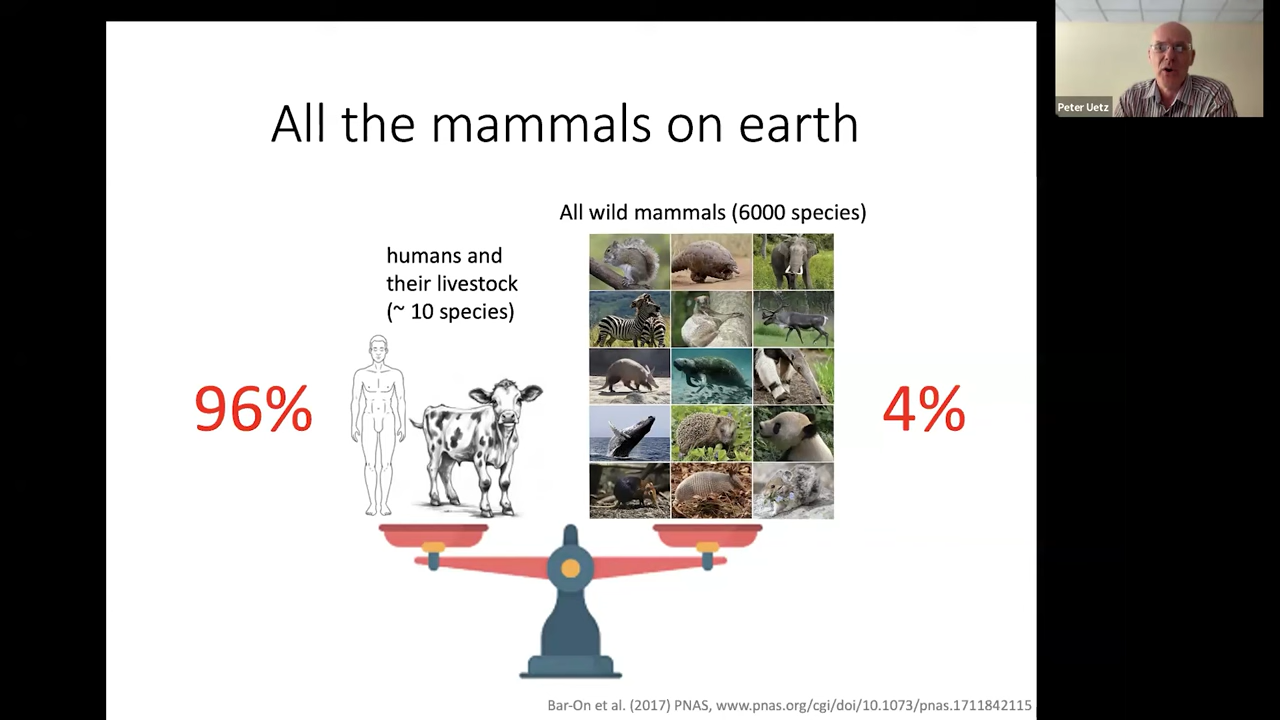 All the mammals on earth
All wild mammals (6000 species)
humans and
their livestock
(~ 10 species)
96%
4%
Bar-On et al. (2017) PNAS, www.pnas.org/cgi/doi/10.1073/pnas.1711842115
Peter Uetz